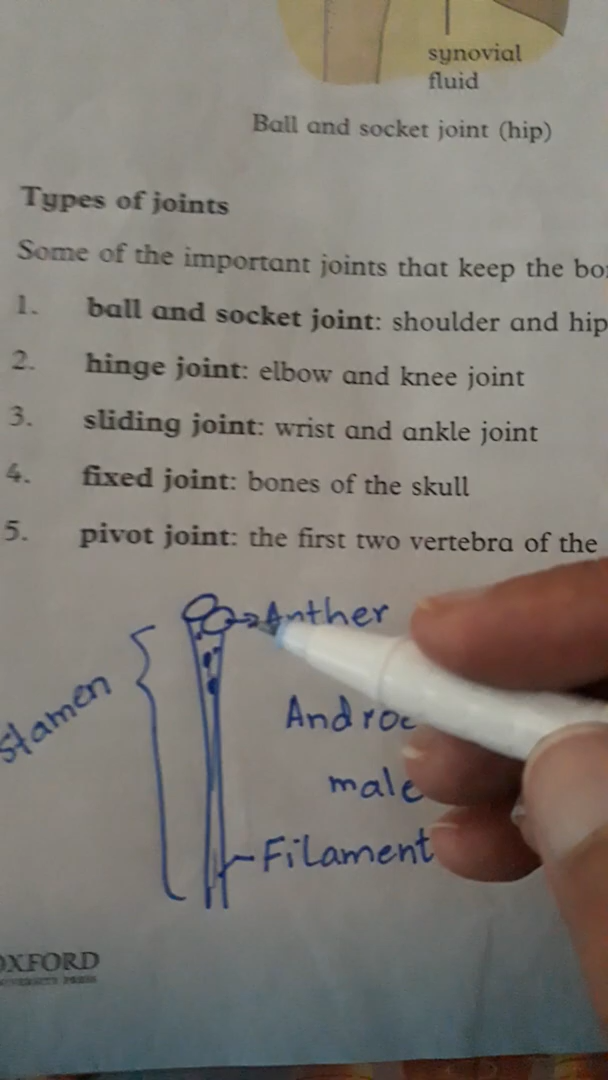 synovial
fluid
Ball and socket joint (hip)
Types of joints
Some of the important joints that keep the
1. ball and socket joint: shoulder and hip
2. hinge joint: elbow and knee joint
3. sliding joint: wrist and ankle joint
4. fixed joint: bones of the skull
5. pivot joint: the first two vertebra of the
Anther
Stamen
male
Filament
OXFORD
UNIVERSITY PRESS